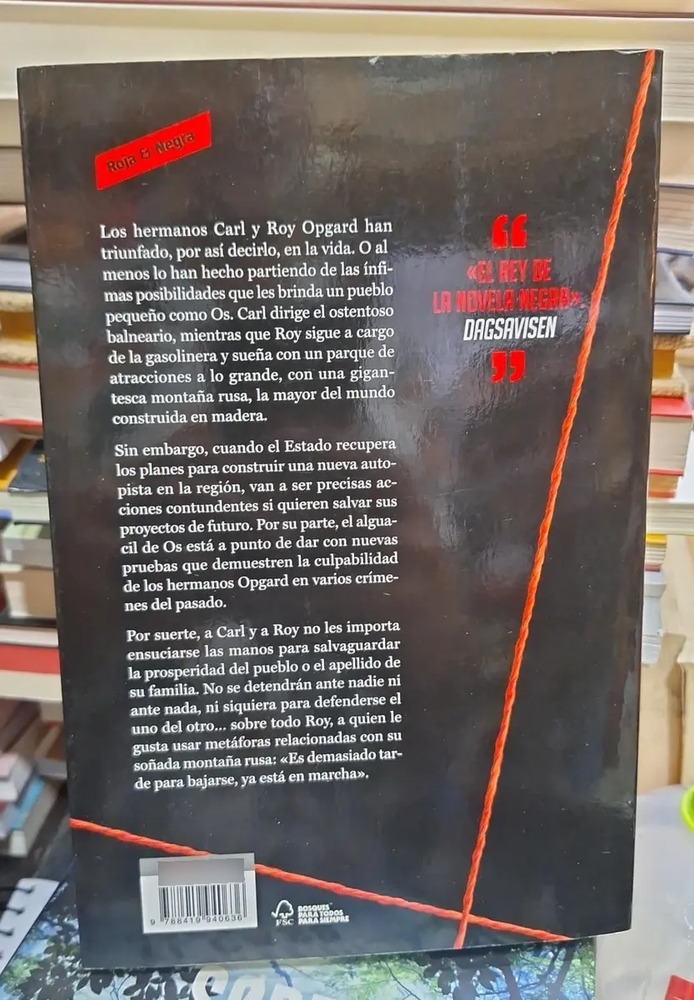 Roja & Negra
Los hermanos Carl y Roy Opgard han
triunfado, por así decirlo, en la vida. O al
menos lo han hecho partiendo de las ínfi-
mas posibilidades que les brinda un pueblo
pequeño como Os. Carl dirige el ostentoso
balneario, mientras que Roy sigue a cargo
de la gasolinera y sueña con un parque de
atracciones a lo grande, con una gigan-
tesca montaña rusa, la mayor del mundo
construida en madera.
Sin embargo, cuando el Estado recupera
los planes para construir una nueva auto-
pista en la región, van a ser precisas ac-
ciones contundentes si quieren salvar sus
proyectos de futuro. Por su parte, el algua-
cil de Os está a punto de dar con nuevas
pruebas que demuestren la culpabilidad
de los hermanos Opgard en varios críme-
nes del pasado.
Por suerte, a Carl y a Roy no les importa
ensuciarse las manos para salvaguardar
la prosperidad del pueblo o el apellido de
su familia. No se detendrán ante nadie ni
ante nada, ni siquiera para defenderse el
uno del otro... sobre todo Roy, a quien le
gusta usar metáforas relacionadas con su
soñada montaña rusa: «Es demasiado tar-
de para bajarse, ya está en marcha».
“
«EL REY DE
LA NOVELA NEGRA»
DAGSAVISEN
”
9 788419 940636
FSC
BOSQUES
PARA TODOS
PARA SIEMPRE